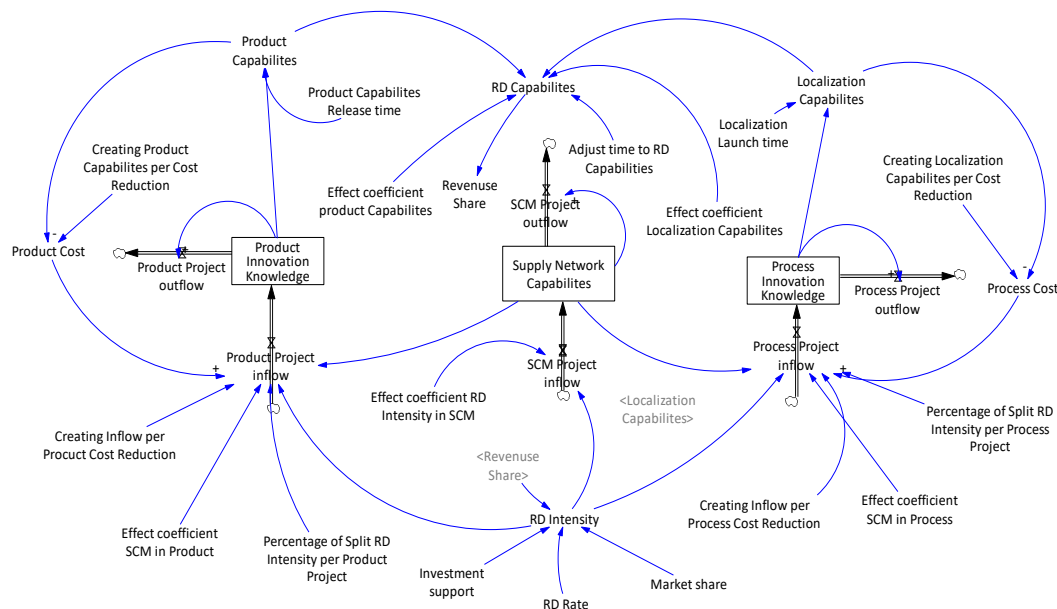 Product
Capabilites
Product Capabilites
Release time
RD Capabilites
Localization
Capabilites
Localization
Launch time
Creating Product
Capabilites per Cost
Reduction
Effect coefficient
product Capabilites
Revenuse
Share
Adjust time to RD
Capabilities
SCM Project
outflow
Effect coefficient
Localization Capabilites
Creating Localization
Capabilites per Cost
Reduction
Product Cost
-
+
Product Project
outflow
Product
Innovation
Knowledge
+
Supply Network
Capabilites
Process
Innovation
Knowledge
+
Process Project
outflow
-
Process Cost
+
Product Project
inflow
SCM Project
inflow
Process Project
inflow
+
Effect coefficient RD
Intensity in SCM
<Localization
Capabilites>
Percentage of Split RD
Intensity per Process
Project
Creating Inflow per
Procuct Cost Reduction
<Revenuse
Share>
Effect coefficient
SCM in Product
Percentage of Split RD
Intensity per Product
Project
RD Intensity
Creating Inflow per
Process Cost Reduction
Effect coefficient
SCM in Process
Investment
support
RD Rate
Market share